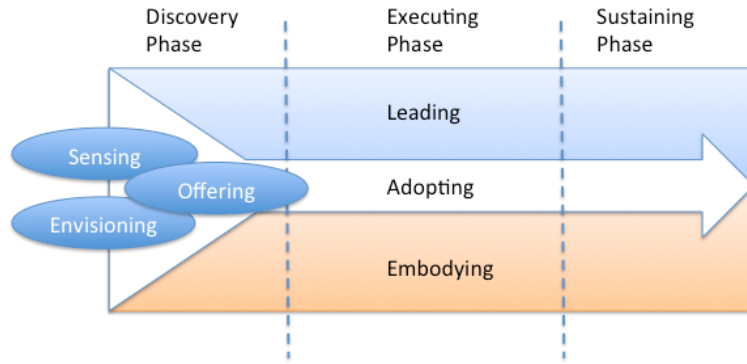 Discovery
Phase
Executing
Phase
Sustaining
Phase
Leading
Sensing
Offering
Adopting
Envisioning
Embodying